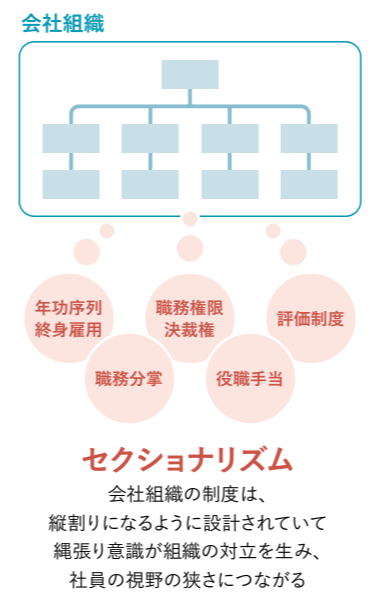 会社組織
年功序列
終身雇用
職務権限
決裁権
評価制度
職務分掌
役職手当
セクショナリズム
会社組織の制度は、
縦割りになるように設計されていて
縄張り意識が組織の対立を生み、
社員の視野の狭さにつながる